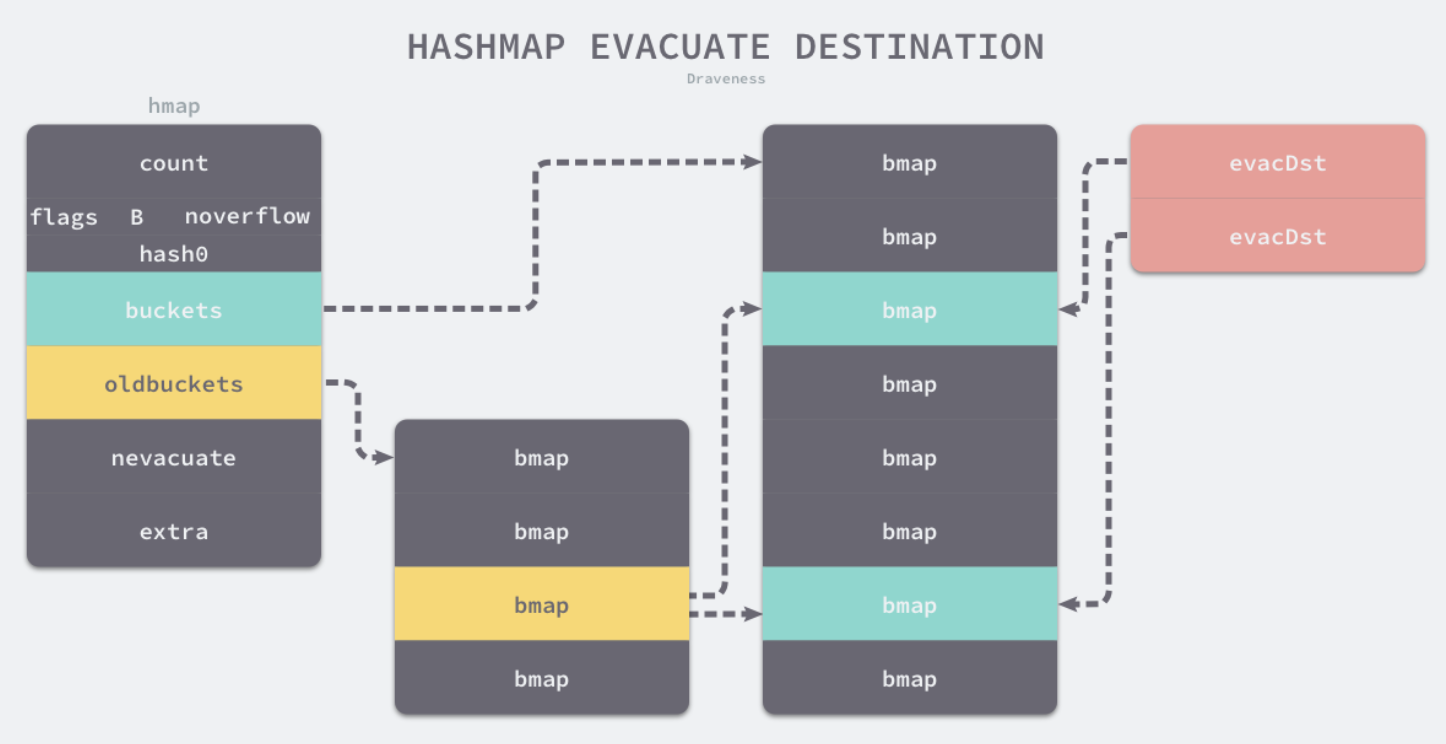 HASHMAP EVACUATE DESTINATION
Draveness
hmap
count
flags B noverflow
hash0
buckets
oldbuckets
nevacuate
extra
bmap
bmap
bmap
bmap
bmap
bmap
bmap
bmap
bmap
bmap
bmap
bmap
evacDst
evacDst